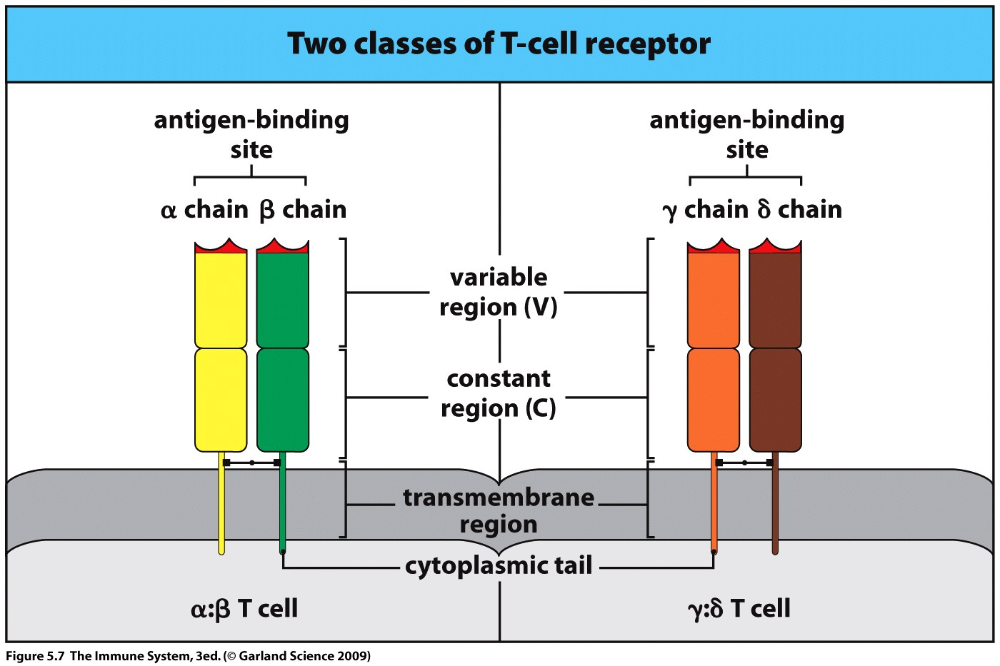 Two classes of T-cell receptor
antigen-binding
site
α chain β chain
antigen-binding
site
γ chain δ chain
variable
region (V)
constant
region (C)
transmembrane
region
cytoplasmic tail
α:β T cell
γ:δ T cell
Figure 5.7 The Immune System, 3ed. (© Garland Science 2009)